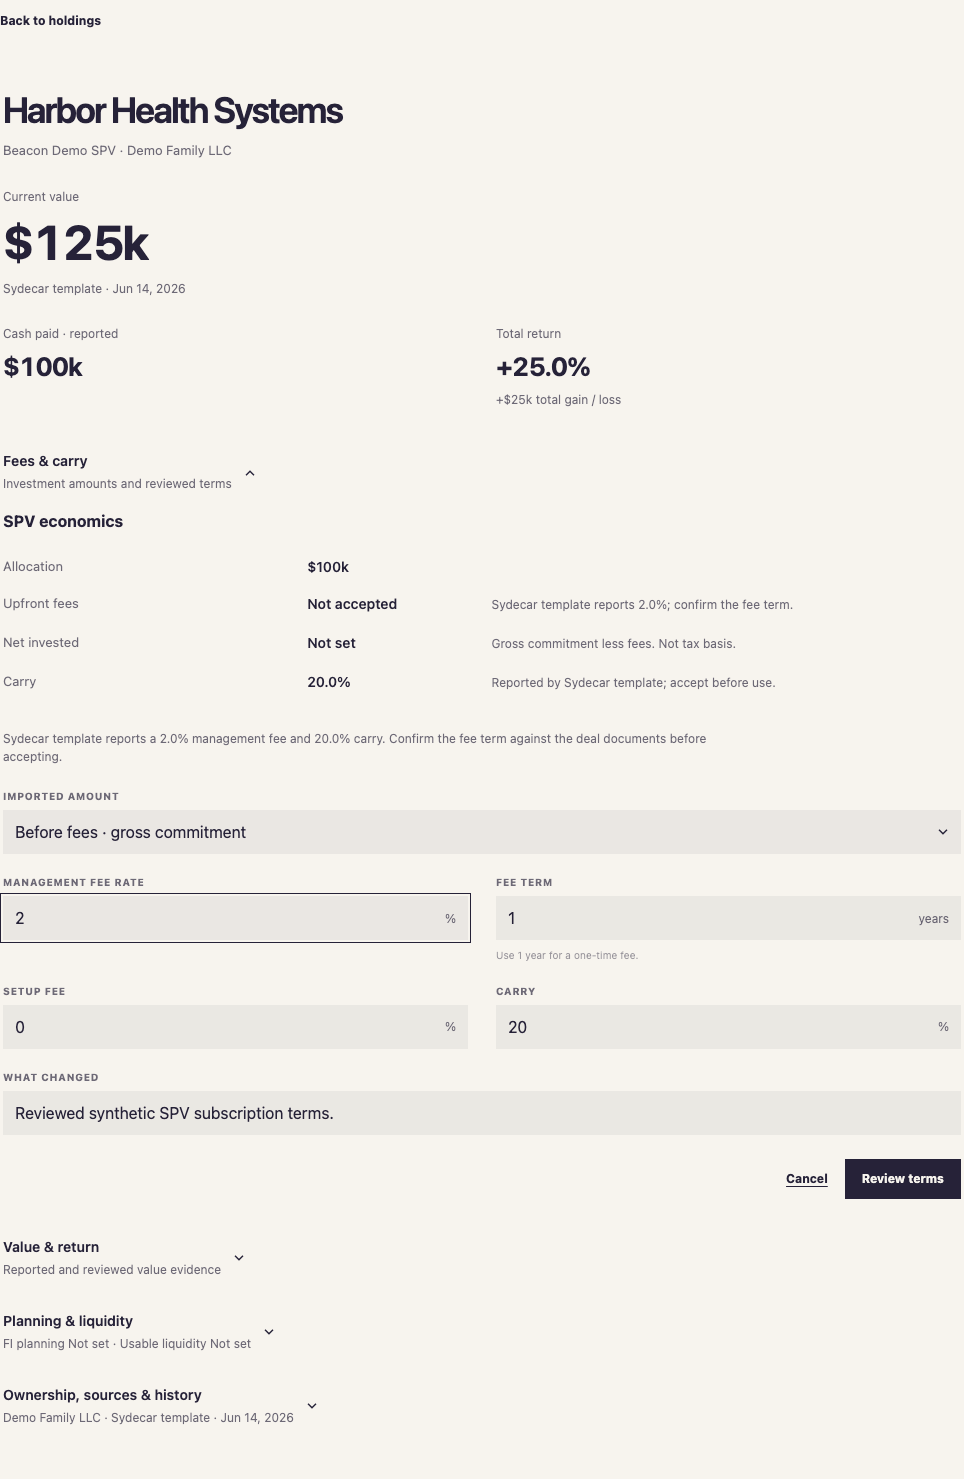 Back to holdings
Harbor Health Systems
Beacon Demo SPV · Demo Family LLC
Current value
$125k
Sydecar template · Jun 14, 2026
Cash paid · reported
$100k
Total return
+25.0%
+$25k total gain / loss
Fees & carry
Investment amounts and reviewed terms
SPV economics
Allocation $100k
Upfront fees Not accepted Sydecar template reports 2.0%; confirm the fee term.
Net invested Not set Gross commitment less fees. Not tax basis.
Carry 20.0% Reported by Sydecar template; accept before use.
Sydecar template reports a 2.0% management fee and 20.0% carry. Confirm the fee term against the deal documents before
accepting.
IMPORTED AMOUNT
Before fees · gross commitment
MANAGEMENT FEE RATE
2 %
FEE TERM
1 years
Use 1 year for a one-time fee.
SETUP FEE
0 %
CARRY
20 %
WHAT CHANGED
Reviewed synthetic SPV subscription terms.
Cancel Review terms
Value & return
Reported and reviewed value evidence
Planning & liquidity
FI planning Not set · Usable liquidity Not set
Ownership, sources & history
Demo Family LLC · Sydecar template · Jun 14, 2026